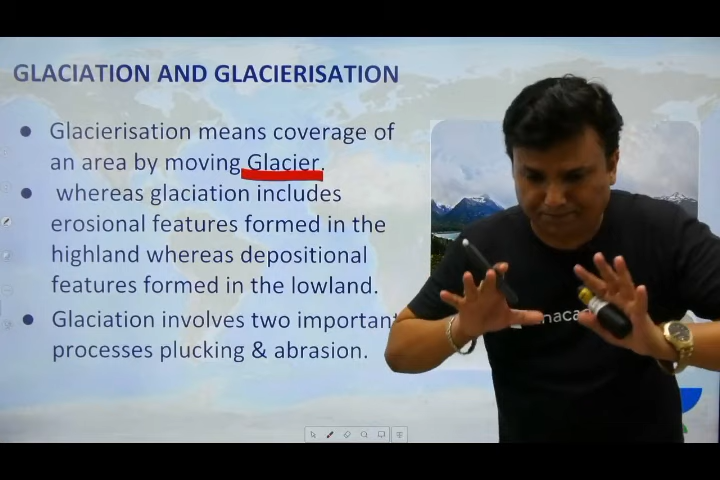 GLACIATION AND GLACIERISATION
● Glacierisation means coverage of
an area by moving Glacier.
● whereas glaciation includes
erosional features formed in the
highland whereas depositional
features formed in the lowland.
● Glaciation involves two important
processes plucking & abrasion.